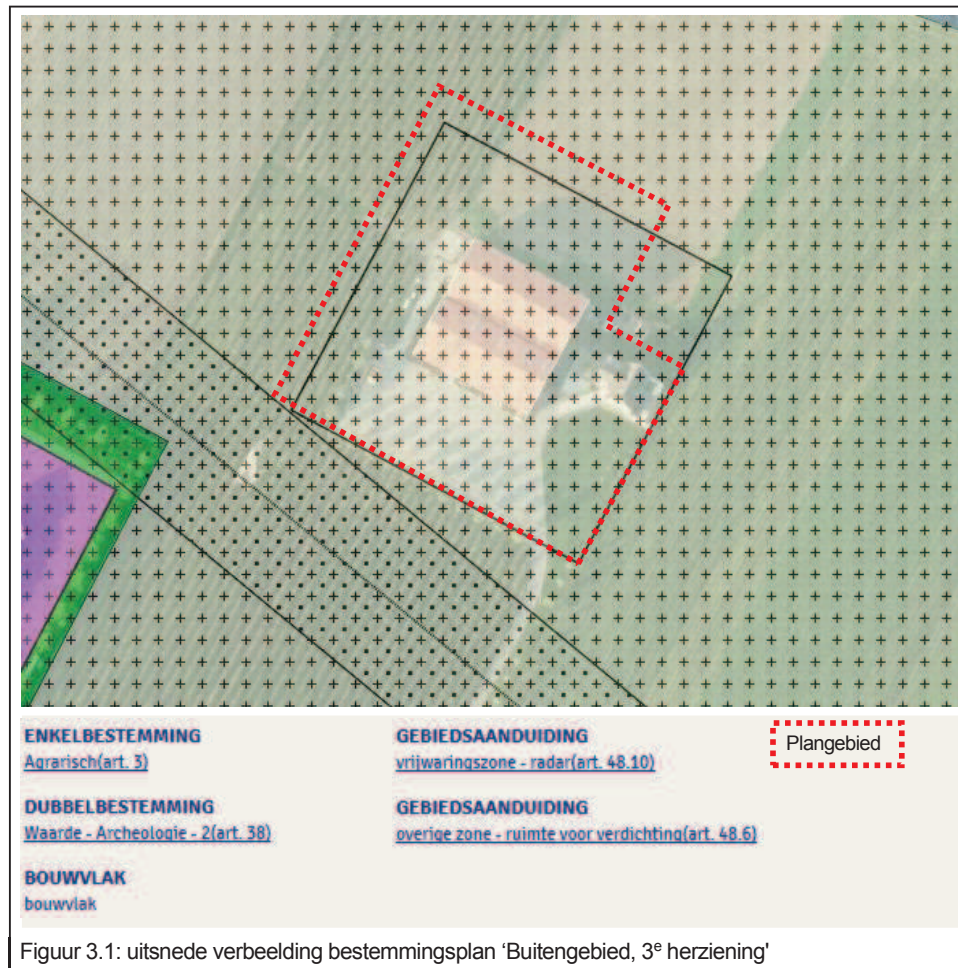 ENKELBESTEMMING
Agrarisch(art. 3)
DUBBELBESTEMMING
Waarde - Archeologie - 2(art. 38)
BOUWVLAK
bouwvlak
GEBIEDSAANDUIDING
vrijwaringszone - radar(art. 48.10)
GEBIEDSAANDUIDING
overige zone - ruimte voor verdichting(art. 48.6)
Plangebied
Figuur 3.1: uitsnede verbeelding bestemmingsplan ‘Buitengebied, 3e herziening'